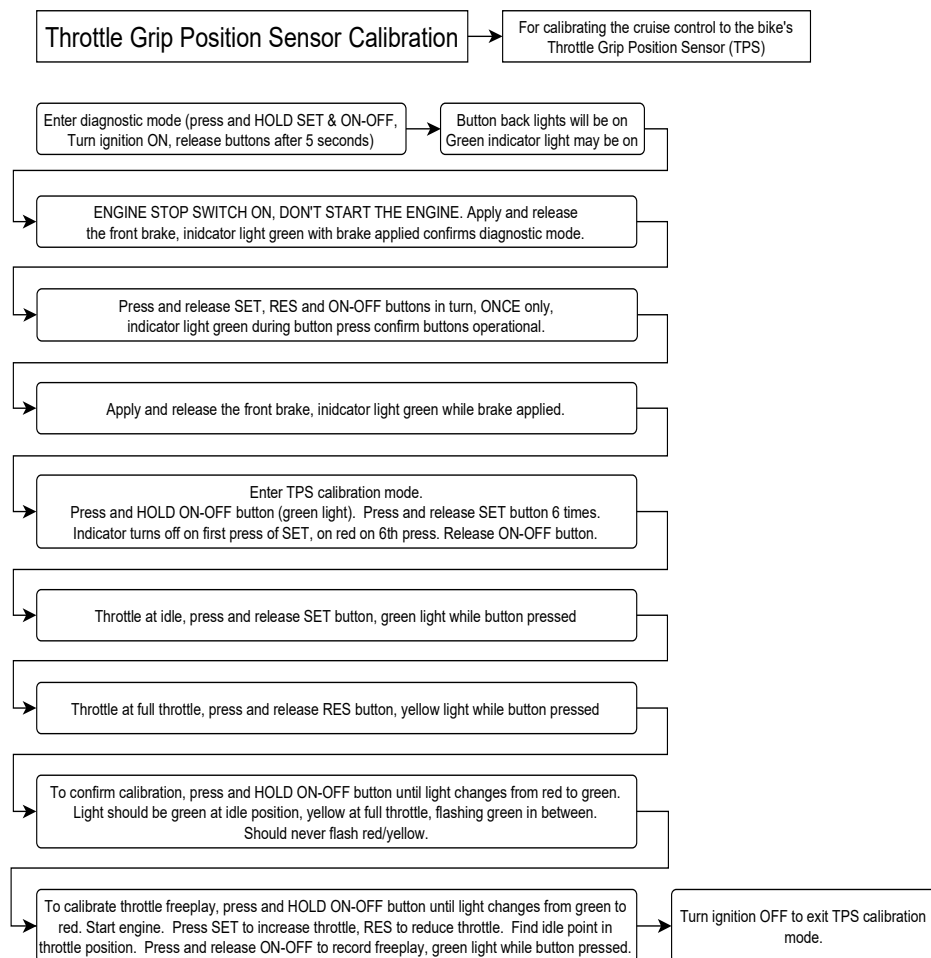 Throttle Grip Position Sensor Calibration
For calibrating the cruise control to the bike's
Throttle Grip Position Sensor (TPS)
Enter diagnostic mode (press and HOLD SET & ON-OFF,
Turn ignition ON, release buttons after 5 seconds)
Button back lights will be on
Green indicator light may be on
ENGINE STOP SWITCH ON, DON'T START THE ENGINE. Apply and release
the front brake, inidcator light green with brake applied confirms diagnostic mode.
Press and release SET, RES and ON-OFF buttons in turn, ONCE only,
indicator light green during button press confirm buttons operational.
Apply and release the front brake, inidcator light green while brake applied.
Enter TPS calibration mode.
Press and HOLD ON-OFF button (green light). Press and release SET button 6 times.
Indicator turns off on first press of SET, on red on 6th press. Release ON-OFF button.
Throttle at idle, press and release SET button, green light while button pressed
Throttle at full throttle, press and release RES button, yellow light while button pressed
To confirm calibration, press and HOLD ON-OFF button until light changes from red to green.
Light should be green at idle position, yellow at full throttle, flashing green in between.
Should never flash red/yellow.
To calibrate throttle freeplay, press and HOLD ON-OFF button until light changes from green to
red. Start engine. Press SET to increase throttle, RES to reduce throttle. Find idle point in
throttle position. Press and release ON-OFF to record freeplay, green light while button pressed.
Turn ignition OFF to exit TPS calibration
mode.